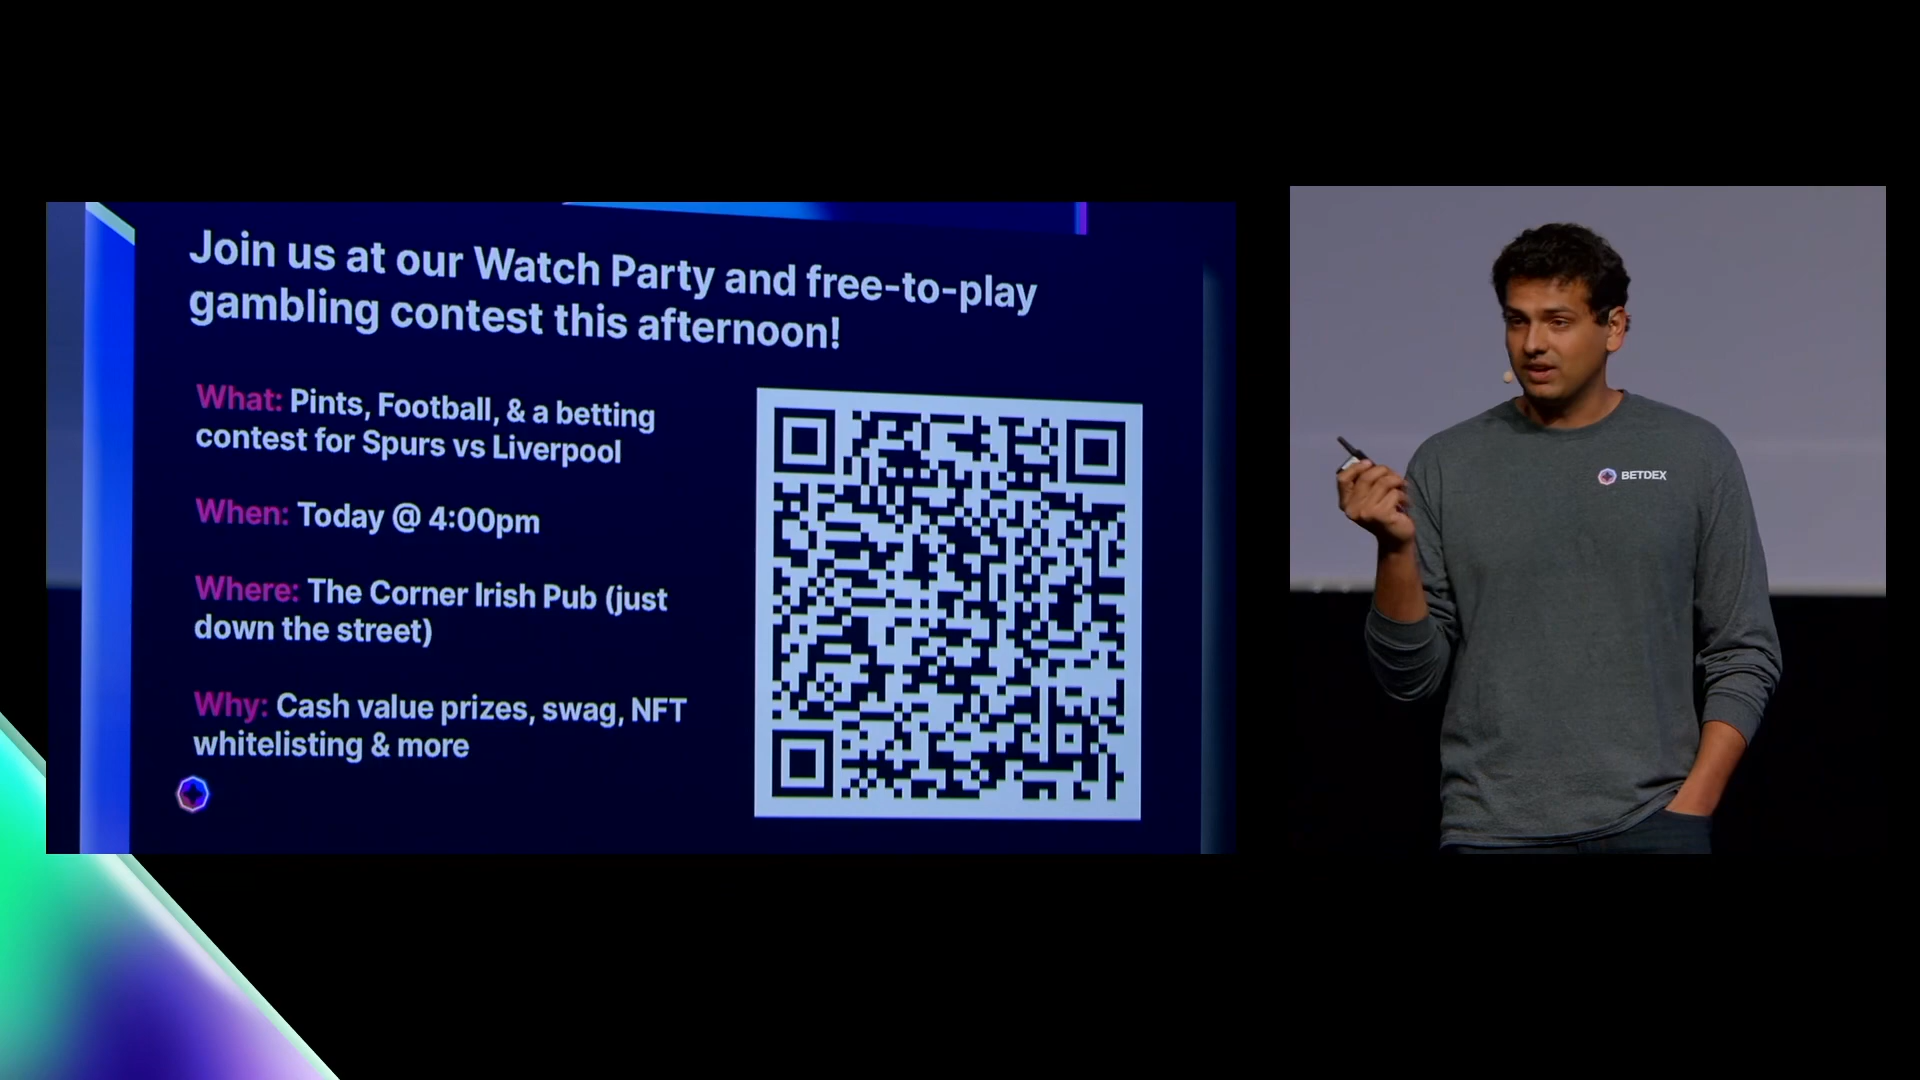 Join us at our Watch Party and free-to-play
gambling contest this afternoon!
What: Pints, Football, & a betting
contest for Spurs vs Liverpool
When: Today @ 4:00pm
Where: The Corner Irish Pub (just
down the street)
Why: Cash value prizes, swag, NFT
whitelisting & more
BETDEX